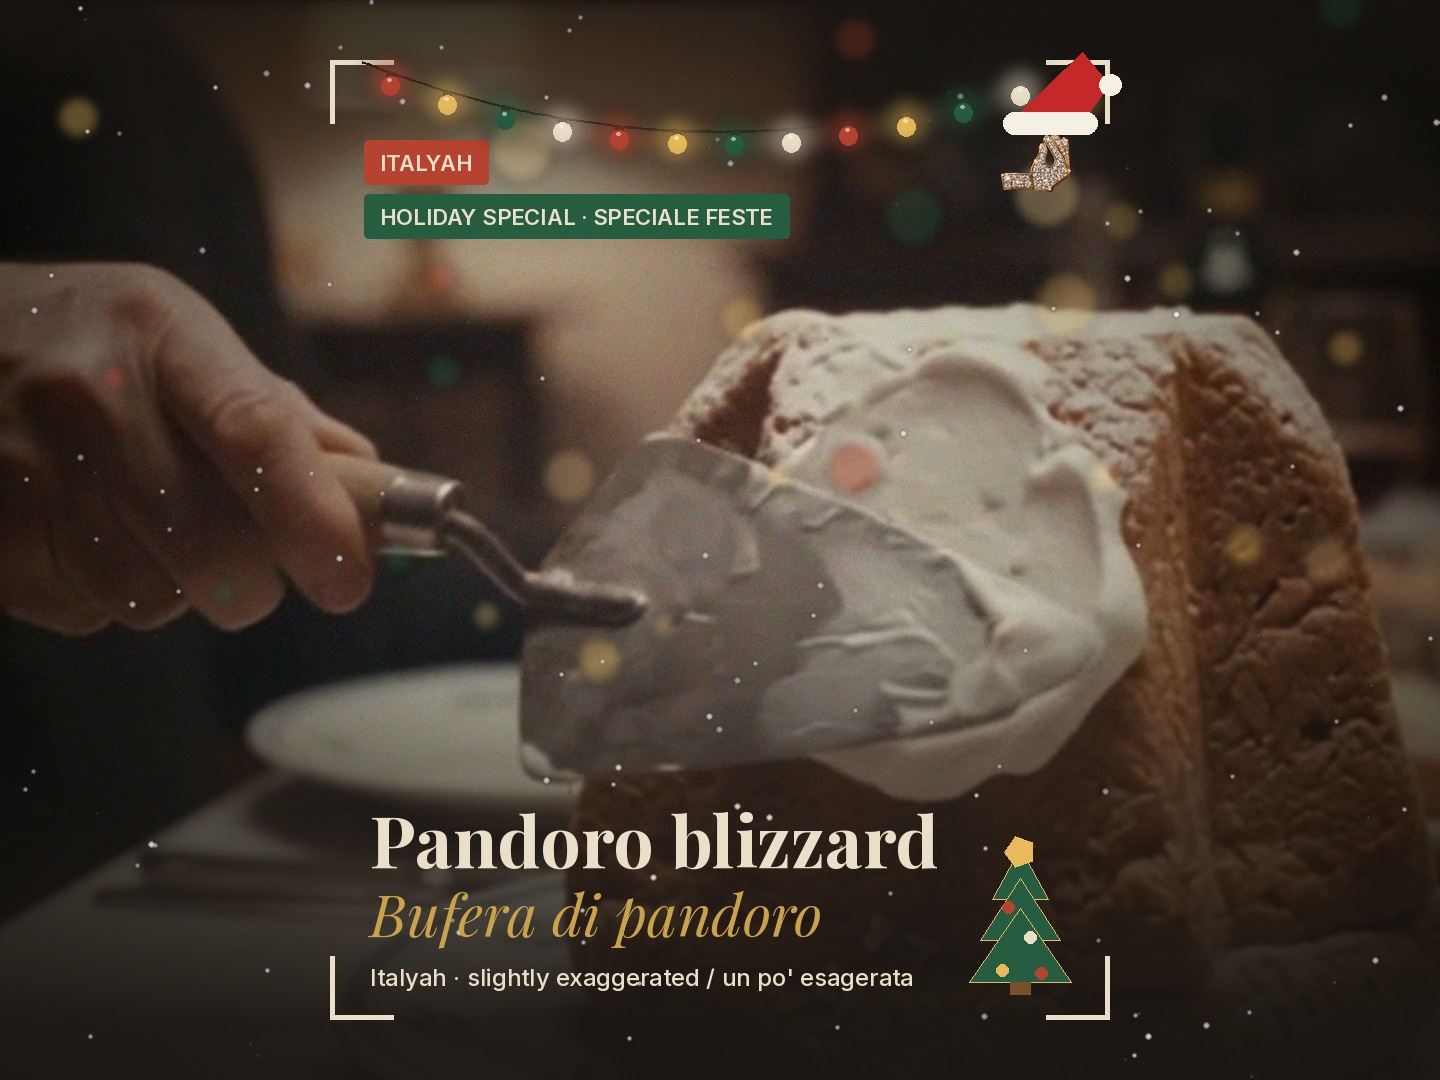 ITALYAH
HOLIDAY SPECIAL · SPECIALE FESTE
Pandoro blizzard
Bufera di pandoro
Italyah · slightly exaggerated / un po' esagerata